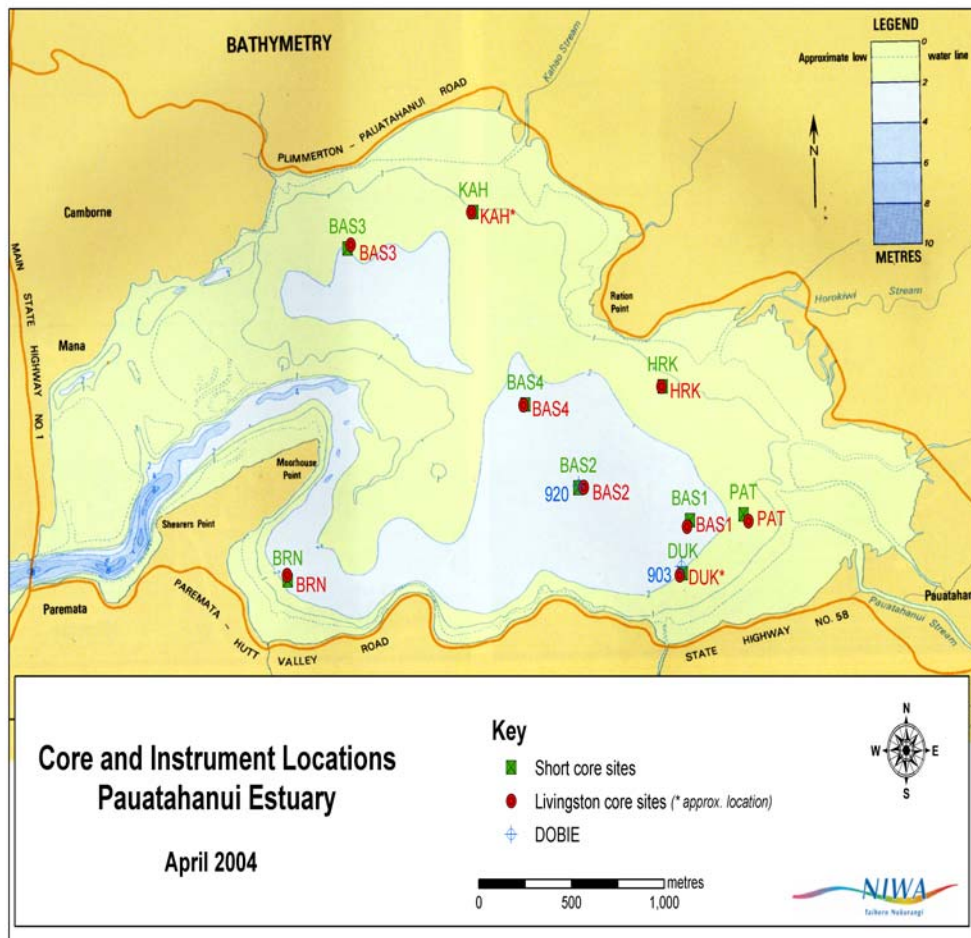 BATHYMETRY
LEGEND
Approximate low water line
0
2
4
6
8
10
METRES
N
Kahao Stream
PLIMMERTON - PAUATAHANUI ROAD
Camborne
KAH
KAH*
BAS3
BAS3
MAIN STATE HIGHWAY NO. 1
Mana
Ration Point
Horokiwi Stream
HRK
HRK
BAS4
BAS4
Moorhouse Point
BAS2
920
BAS2
BAS1
BAS1
PAT
PAT
Shearers Point
BRN
BRN
DUK
903
DUK*
Paremata
PAREMATA - HUTT VALLEY ROAD
STATE HIGHWAY NO. 58
Pauatahan
Pauatahanui Stream
Core and Instrument Locations
Pauatahanui Estuary
April 2004
Key
Short core sites
Livingston core sites (* approx. location)
DOBIE
metres
0 500 1,000
N
W E
S
NIWA
Taihoro Nukurangi